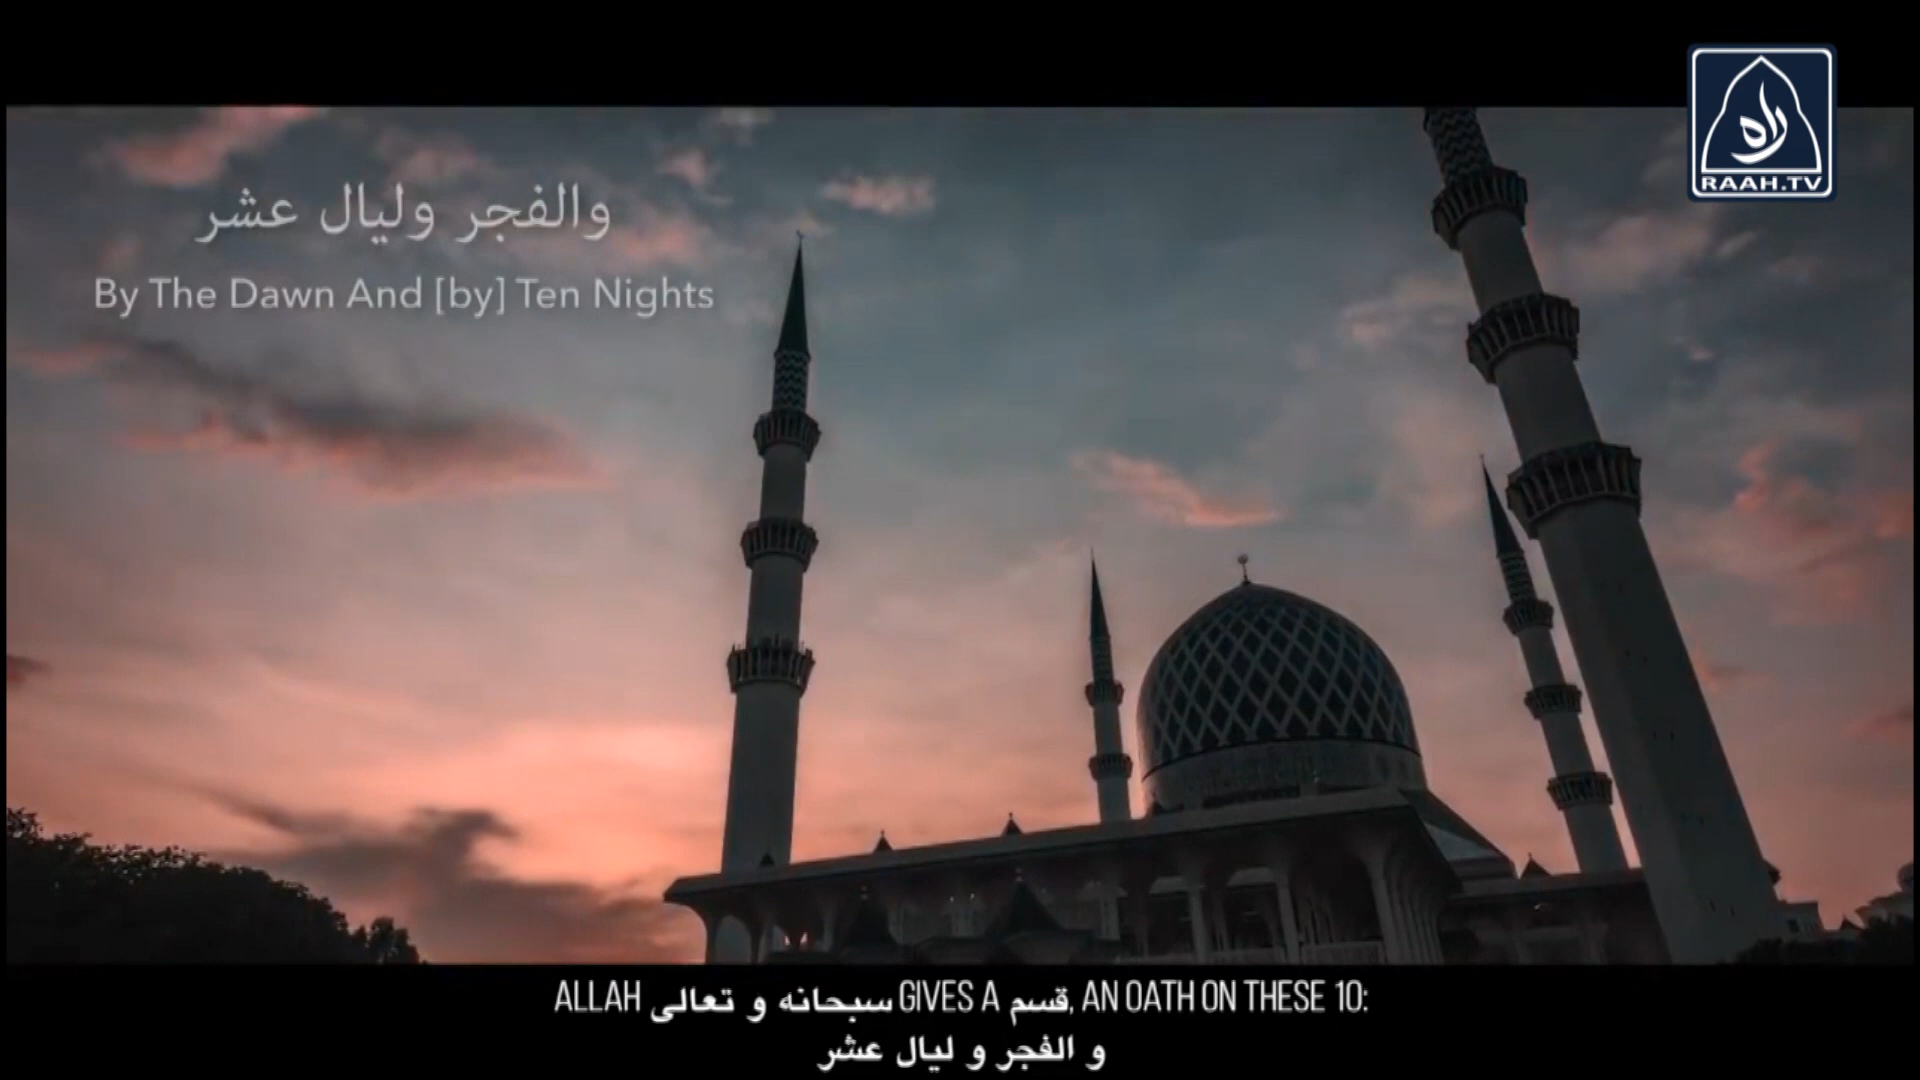 راه
RAAH.TV
والفجر وليال عشر
By The Dawn And [by] Ten Nights
ALLAH سبحانه و تعالى GIVES A قسم, AN OATH ON THESE 10:
و الفجر و ليال عشر